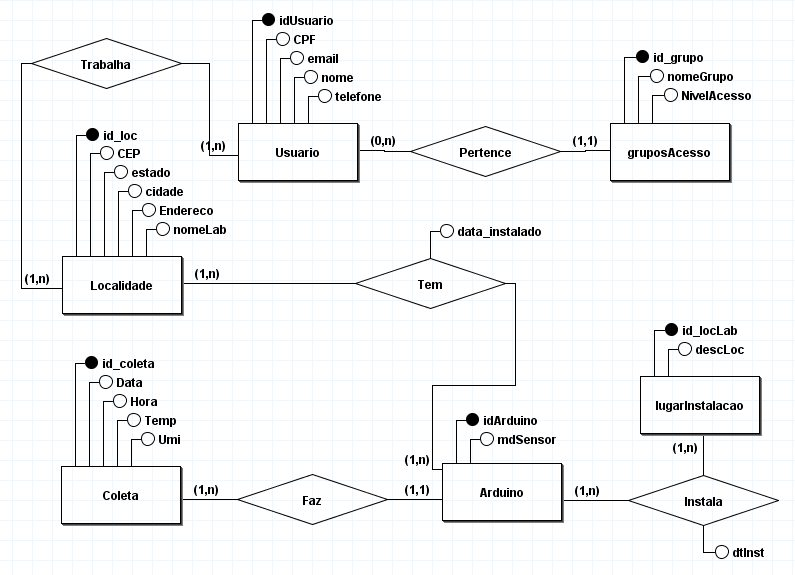 idUsuario
CPF
email
nome
telefone
Trabalha
(1,n)
Usuario
(0,n)
Pertence
(1,1)
id_grupo
nomeGrupo
NivelAcesso
gruposAcesso
id_loc
CEP
estado
cidade
Endereco
nomeLab
(1,n)
Localidade
(1,n)
data_instalado
Tem
(1,n)
id_locLab
descLoc
lugarInstalacao
(1,n)
id_coleta
Data
Hora
Temp
Umi
Coleta
(1,n)
Faz
(1,1)
idArduino
mdSensor
Arduino
(1,n)
Instala
dtInst